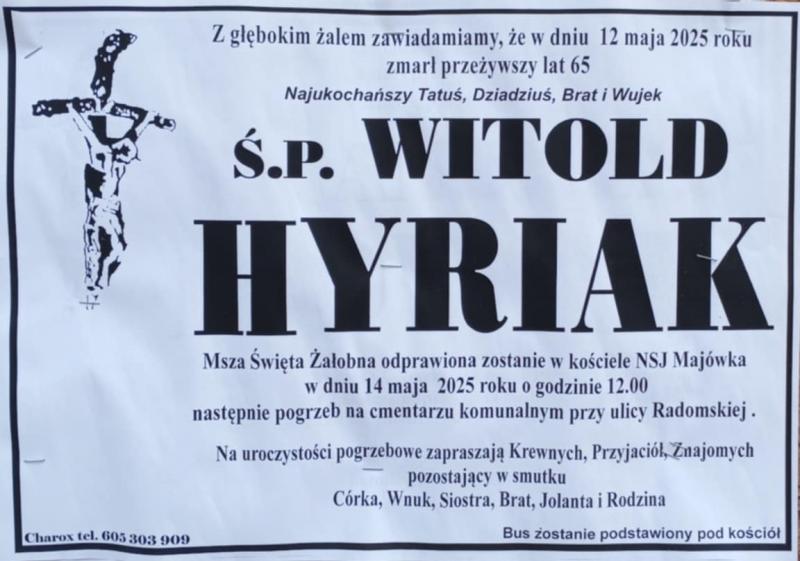 Z głębokim żalem zawiadamiamy, że w dniu 12 maja 2025 roku
zmarł przeżywszy lat 65
Najukochańszy Tatuś, Dziadziuś, Brat i Wujek
Ś.P. WITOLD
HYRIAK
Msza Święta Żałobna odprawiona zostanie w kościele NSJ Majówka
w dniu 14 maja 2025 roku o godzinie 12.00
następnie pogrzeb na cmentarzu komunalnym przy ulicy Radomskiej .
Na uroczystości pogrzebowe zapraszają Krewnych, Przyjaciół, Znajomych
pozostający w smutku
Córka, Wnuk, Siostra, Brat, Jolanta i Rodzina
Charox tel. 605 303 909
Bus zostanie podstawiony pod kościół